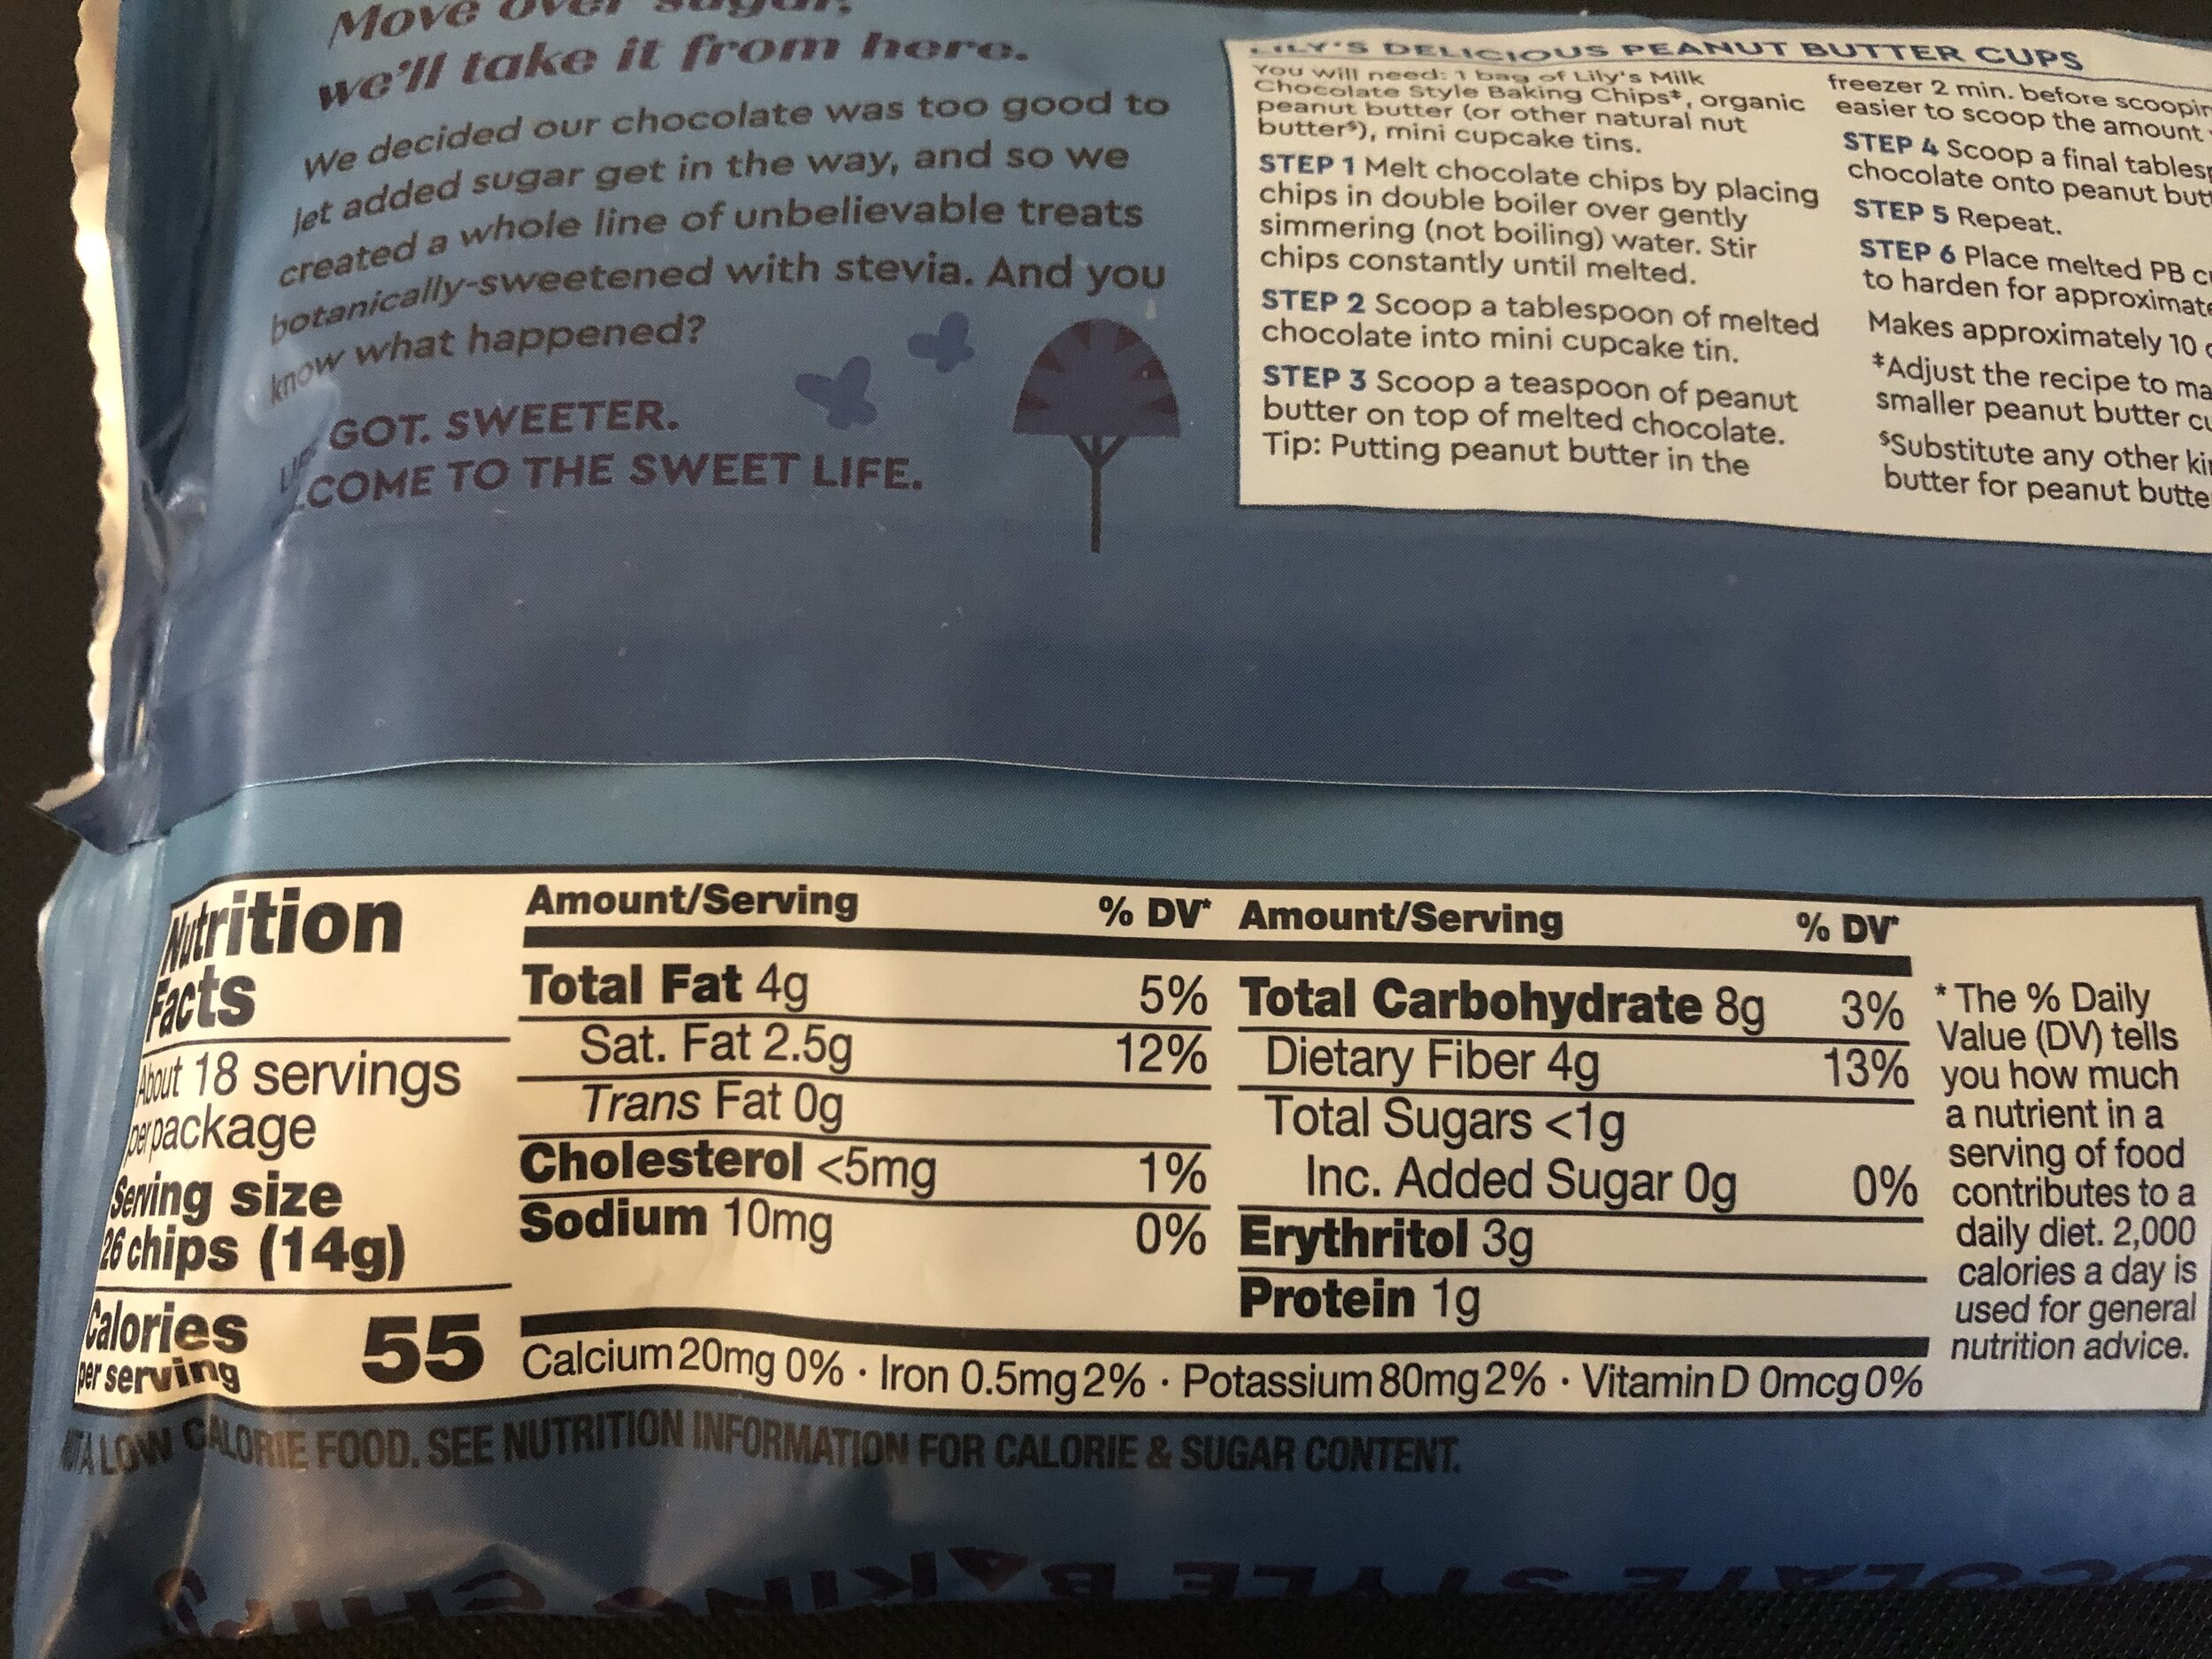 Move over sugar,
we'll take it from here.
We decided our chocolate was too good to
let added sugar get in the way, and so we
created a whole line of unbelievable treats
botanically-sweetened with stevia. And you
know what happened?
GOT. SWEETER.
COME TO THE SWEET LIFE.
LILY'S DELICIOUS PEANUT BUTTER CUPS
You will need: 1 bag of Lily's Milk
Chocolate Style Baking Chips‡, organic
peanut butter (or other natural nut
butter$), mini cupcake tins.
STEP 1 Melt chocolate chips by placing
chips in double boiler over gently
simmering (not boiling) water. Stir
chips constantly until melted.
STEP 2 Scoop a tablespoon of melted
chocolate into mini cupcake tin.
STEP 3 Scoop a teaspoon of peanut
butter on top of melted chocolate.
Tip: Putting peanut butter in the
freezer 2 min. before
easier to scoop the amount
STEP 4 Scoop a final
chocolate onto peanut
STEP 5 Repeat.
STEP 6 Place melted PB
to harden for
Makes approximately 10
‡Adjust the recipe to
smaller peanut butter
$Substitute any other
butter for peanut
Nutrition
Facts
About 18 servings
per package
Serving size
26 chips (14g)
Calories 55
per serving
Amount/Serving % DV*
Total Fat 4g 5%
Sat. Fat 2.5g 12%
Trans Fat 0g
Cholesterol <5mg 1%
Sodium 10mg 0%
Amount/Serving % DV*
Total Carbohydrate 8g 3%
Dietary Fiber 4g 13%
Total Sugars <1g
Inc. Added Sugar 0g 0%
Erythritol 3g
Protein 1g
Calcium 20mg 0% · Iron 0.5mg 2% · Potassium 80mg 2% · Vitamin D 0mcg 0%
* The % Daily
Value (DV) tells
you how much
a nutrient in a
serving of food
contributes to a
daily diet. 2,000
calories a day is
used for general
nutrition advice.
NOT A LOW CALORIE FOOD. SEE NUTRITION INFORMATION FOR CALORIE & SUGAR CONTENT.
STYLE BAKING CHIPS